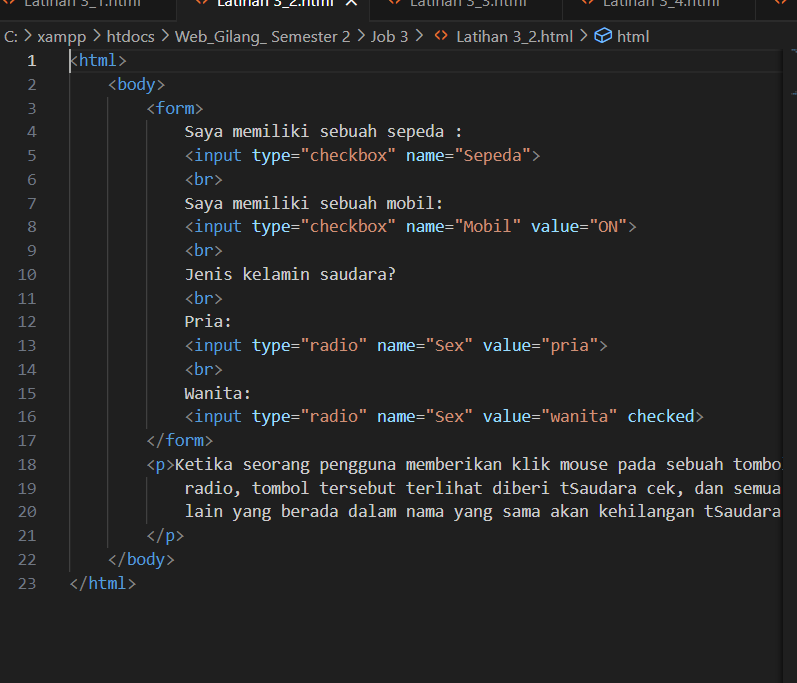 Latihan 3_1.html Latihan 3_2.html Latihan 3_3.html Latihan 3_4.html
C: > xampp > htdocs > Web_Gilang_ Semester 2 > Job 3 > <> Latihan 3_2.html > html
1 <html>
2 <body>
3 <form>
4 Saya memiliki sebuah sepeda :
5 <input type="checkbox" name="Sepeda">
6 <br>
7 Saya memiliki sebuah mobil:
8 <input type="checkbox" name="Mobil" value="ON">
9 <br>
10 Jenis kelamin saudara?
11 <br>
12 Pria:
13 <input type="radio" name="Sex" value="pria">
14 <br>
15 Wanita:
16 <input type="radio" name="Sex" value="wanita" checked>
17 </form>
18 <p>Ketika seorang pengguna memberikan klik mouse pada sebuah tombo
19 radio, tombol tersebut terlihat diberi tSaudara cek, dan semua
20 lain yang berada dalam nama yang sama akan kehilangan tSaudara
21 </p>
22 </body>
23 </html>